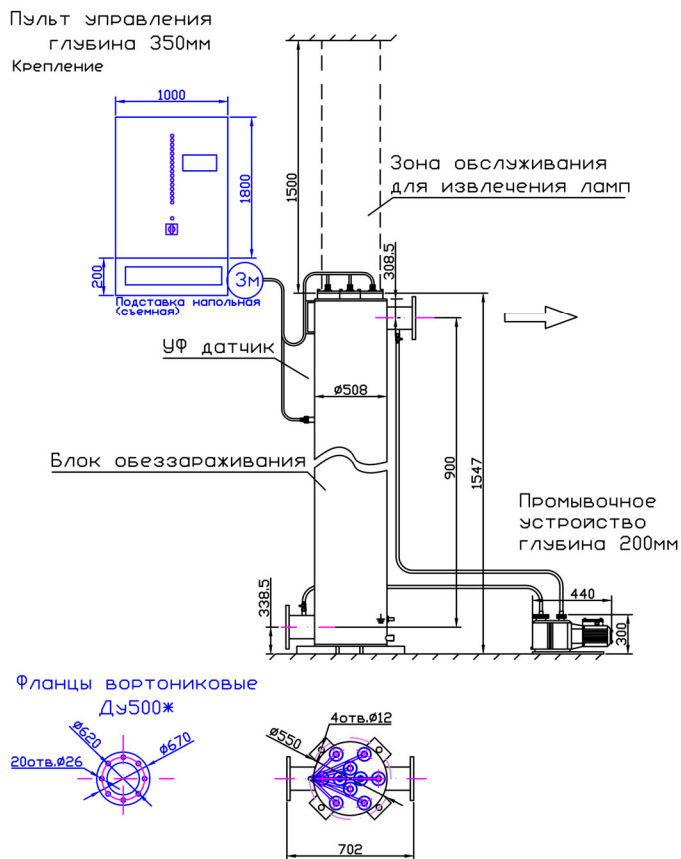 Пульт управления
глубина 350мм
Крепление
1000
1800
200
3м
Подставка напольная
(съемная)
1500
Зона обслуживания
для извлечения ламп
308.5
УФ датчик
ø508
Блок обеззараживания
900
1547
Промывочное
устройство
глубина 200мм
440
300
338.5
Фланцы вортониковые
Ду500ж
ø620
ø670
20отв.ø26
4отв.ø12
ø550
702